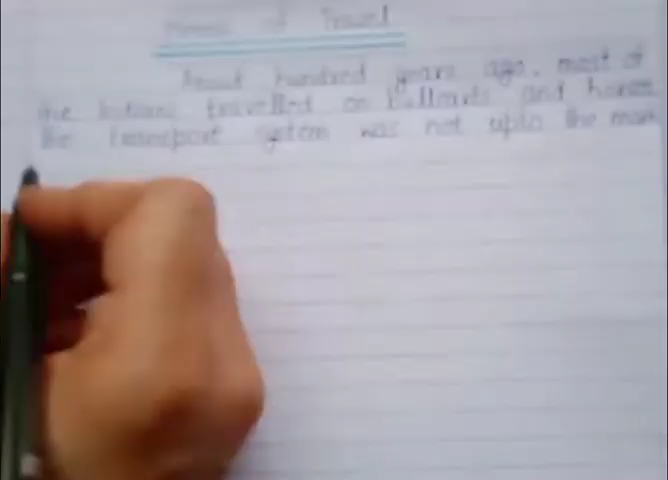 Means of Travel
About hundred years ago, most of
the Indians travelled on Bullcarts and horses
the transport system was not upto the mark